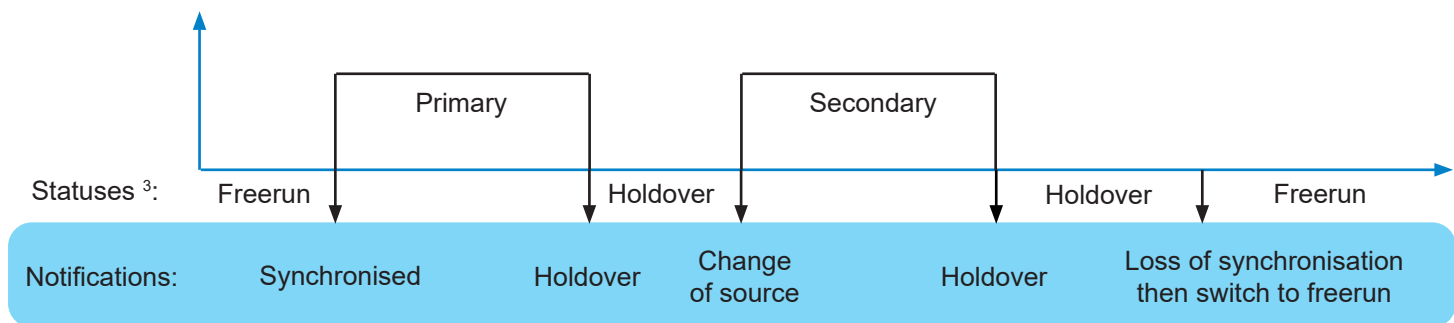 Primary Secondary
Statuses ³: Freerun Holdover Holdover Freerun
Notifications: Synchronised Holdover Change of source Holdover Loss of synchronisation then switch to freerun